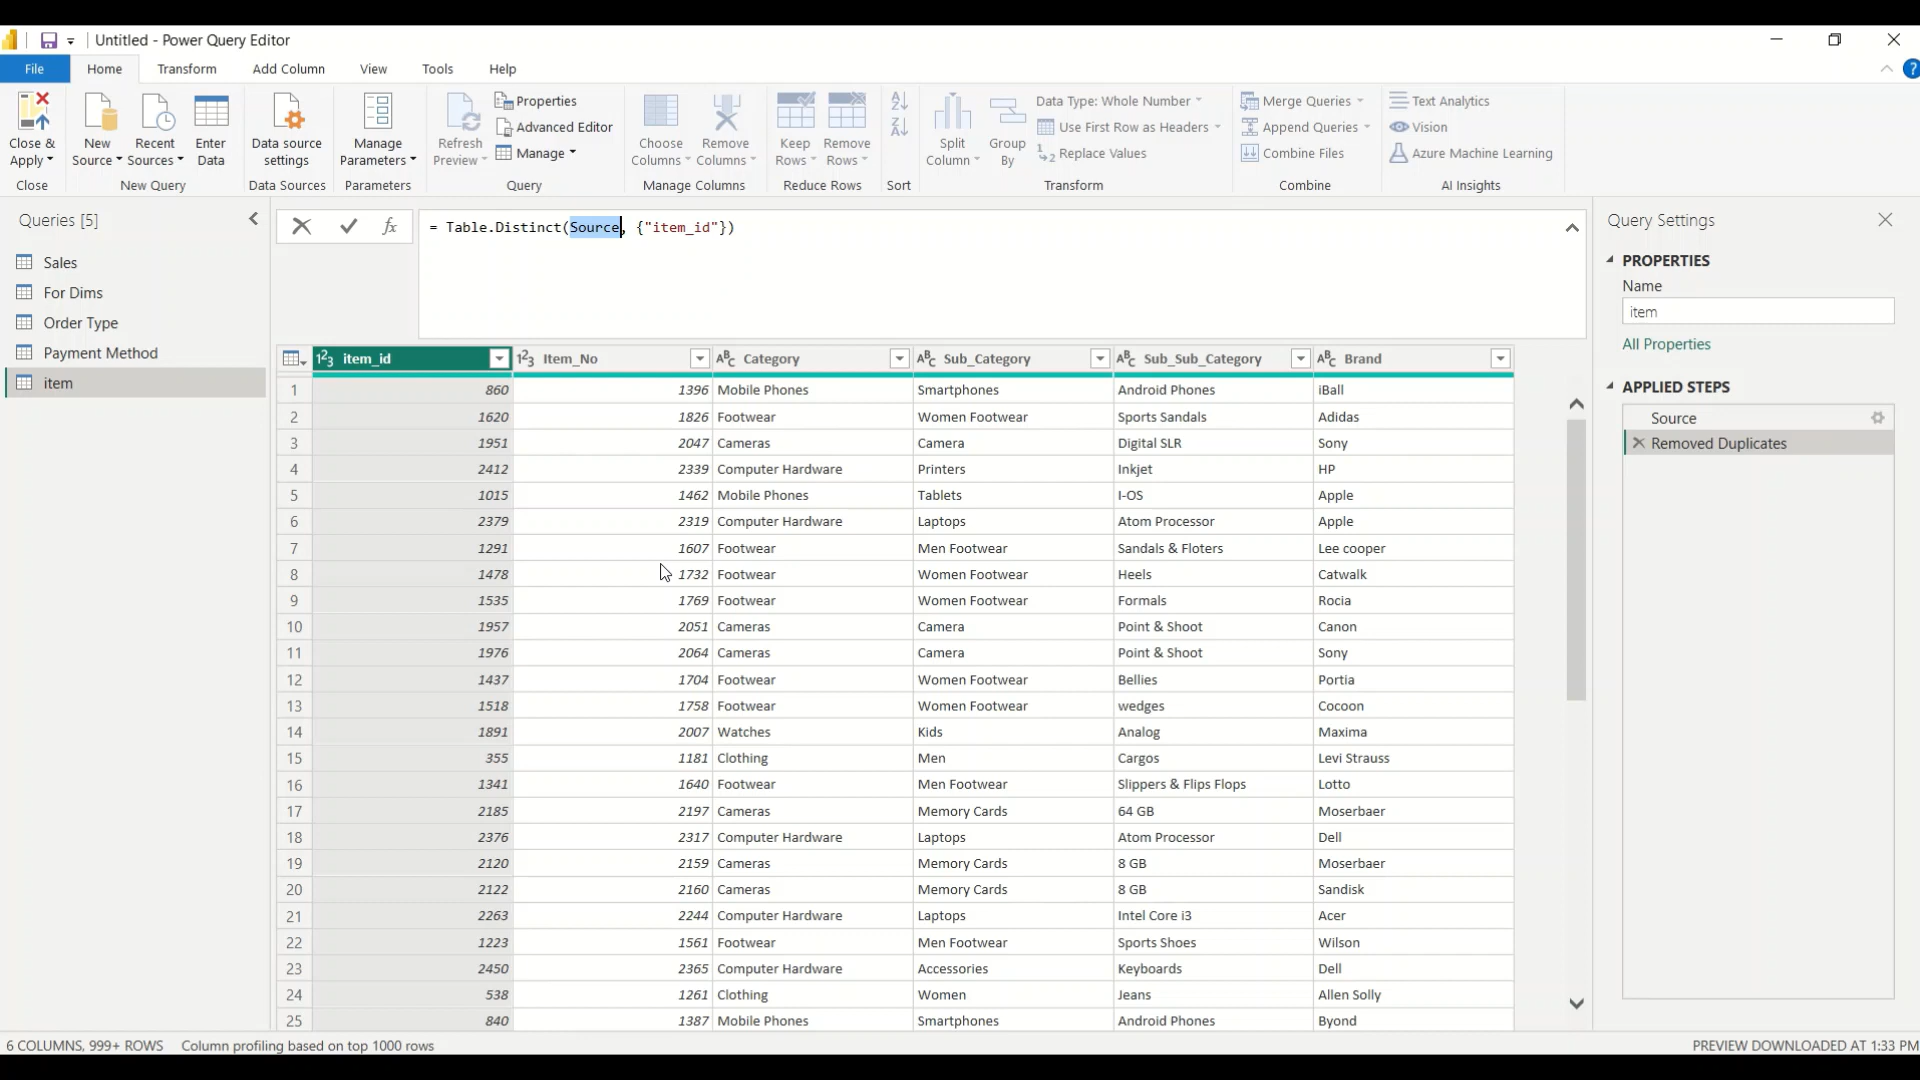 Untitled - Power Query Editor
File Home Transform Add Column View Tools Help
?
Close & Apply
New Source
Recent Sources
Enter Data
Data source settings
Manage Parameters
Refresh Preview
Properties
Advanced Editor
Manage
Choose Columns
Remove Columns
Keep Rows
Remove Rows
Split Column
Group By
Data Type: Whole Number
Use First Row as Headers
Replace Values
Merge Queries
Append Queries
Combine Files
Text Analytics
Vision
Azure Machine Learning
Close New Query Data Sources Parameters Query Manage Columns Reduce Rows Sort Transform Combine AI Insights
Queries [5]
Sales
For Dims
Order Type
Payment Method
item
fx = Table.Distinct(Source, {"item_id"})
123 item_id 123 Item_No ABC Category ABC Sub_Category ABC Sub_Sub_Category ABC Brand
1 860 1396 Mobile Phones Smartphones Android Phones iBall
2 1620 1826 Footwear Women Footwear Sports Sandals Adidas
3 1951 2047 Cameras Camera Digital SLR Sony
4 2412 2339 Computer Hardware Printers Inkjet HP
5 1015 1462 Mobile Phones Tablets I-OS Apple
6 2379 2319 Computer Hardware Laptops Atom Processor Apple
7 1291 1607 Footwear Men Footwear Sandals & Floters Lee cooper
8 1478 1732 Footwear Women Footwear Heels Catwalk
9 1535 1769 Footwear Women Footwear Formals Rocia
10 1957 2051 Cameras Camera Point & Shoot Canon
11 1976 2064 Cameras Camera Point & Shoot Sony
12 1437 1704 Footwear Women Footwear Bellies Portia
13 1518 1758 Footwear Women Footwear wedges Cocoon
14 1891 2007 Watches Kids Analog Maxima
15 355 1181 Clothing Men Cargos Levi Strauss
16 1341 1640 Footwear Men Footwear Slippers & Flips Flops Lotto
17 2185 2197 Cameras Memory Cards 64 GB Moserbaer
18 2376 2317 Computer Hardware Laptops Atom Processor Dell
19 2120 2159 Cameras Memory Cards 8 GB Moserbaer
20 2122 2160 Cameras Memory Cards 8 GB Sandisk
21 2263 2244 Computer Hardware Laptops Intel Core i3 Acer
22 1223 1561 Footwear Men Footwear Sports Shoes Wilson
23 2450 2365 Computer Hardware Accessories Keyboards Dell
24 538 1261 Clothing Women Jeans Allen Solly
25 840 1387 Mobile Phones Smartphones Android Phones Byond
Query Settings
PROPERTIES
Name
item
All Properties
APPLIED STEPS
Source
Removed Duplicates
6 COLUMNS, 999+ ROWS Column profiling based on top 1000 rows
PREVIEW DOWNLOADED AT 1:33 PM